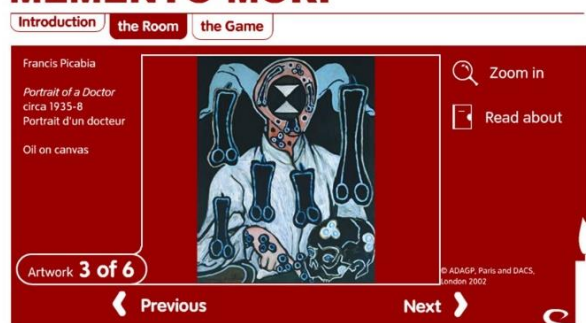 Introduction
the Room
the Game
Francis Picabia
Portrait of a Doctor
circa 1935-8
Portrait d'un docteur
Oil on canvas
Zoom in
Read about
Artwork 3 of 6
© ADAGP, Paris and DACS,
London 2002
Previous
Next